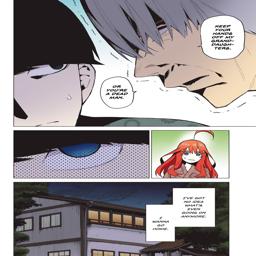 KEEP
YOUR
HANDS
OFF MY
GRAND-
DAUGH-
TERS.
OR
YOU'RE
A DEAD
MAN.
I'VE GOT
NO IDEA
WHAT'S
EVEN
GOING ON
ANYMORE.
I
WANNA
GO
HOME.